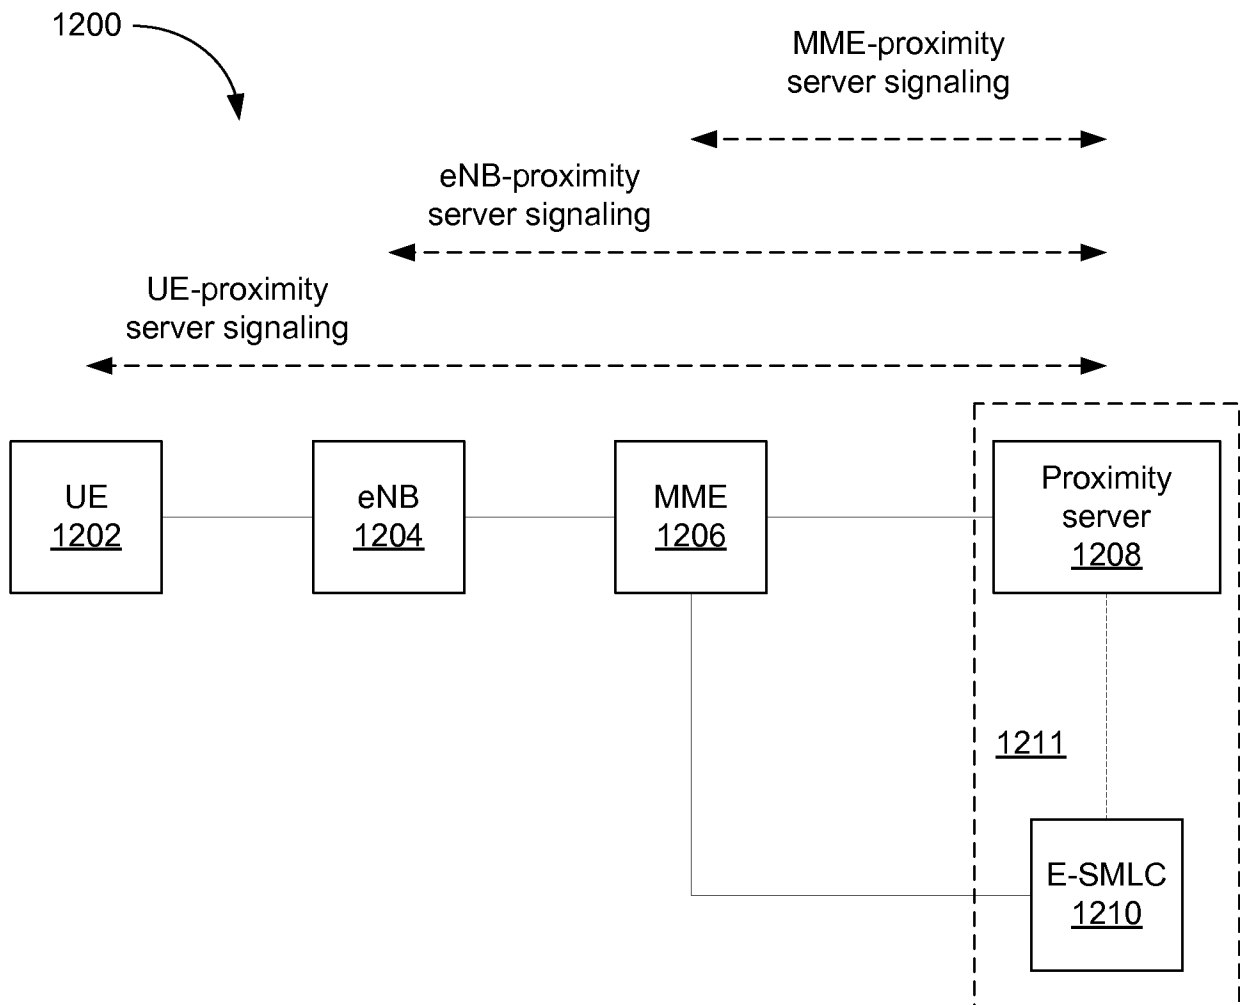 1200
MME-proximity
server signaling
eNB-proximity
server signaling
UE-proximity
server signaling
UE
1202
eNB
1204
MME
1206
Proximity
server
1208
1211
E-SMLC
1210